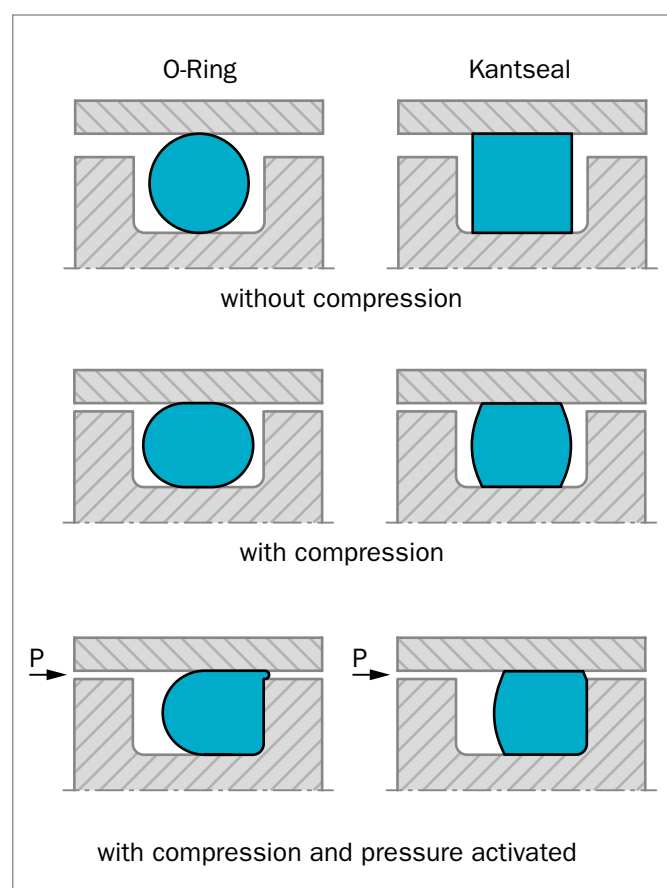 O-Ring Kantseal
without compression
with compression
P P
with compression and pressure activated